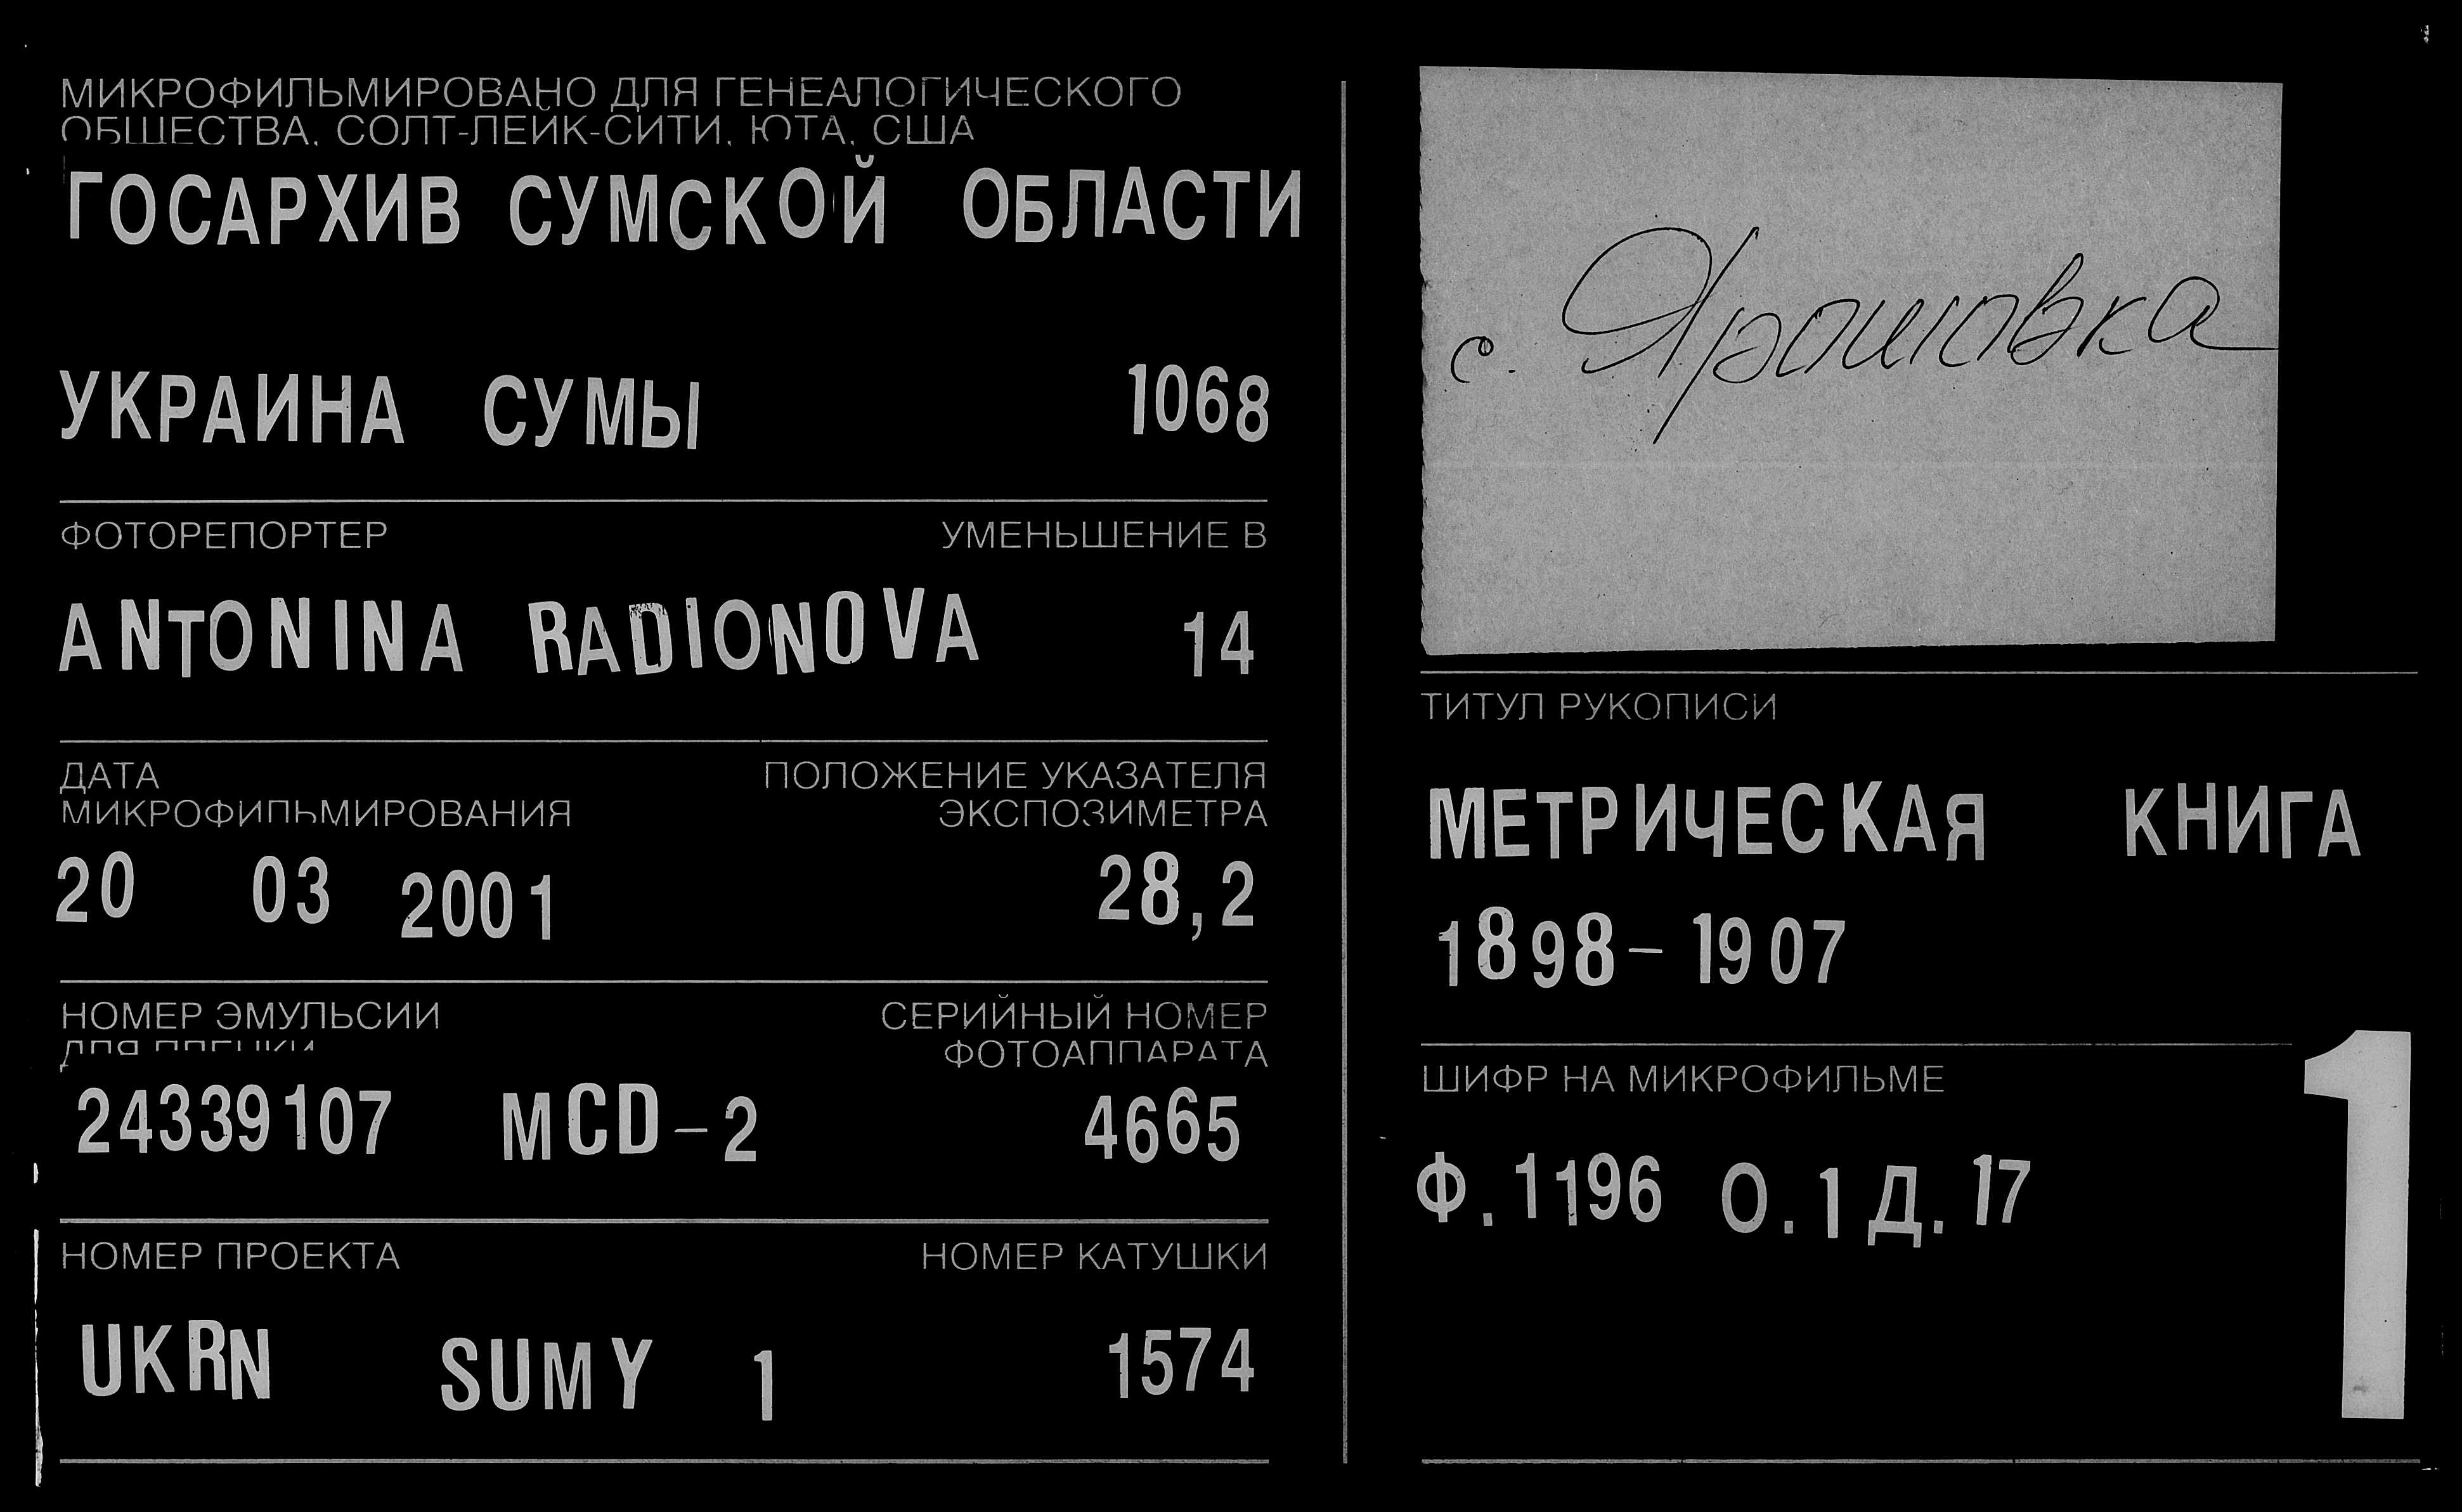 МИКРОФИЛЬМИРОВАНО ДЛЯ ГЕНЕАЛОГИЧЕСКОГО
ОБЩЕСТВА, СОЛТ-ЛЕЙК-СИТИ, ЮТА, США
ГОСАРХИВ СУМСКОЙ ОБЛАСТИ
УКРАИНА СУМЫ 1068
ФОТОРЕПОРТЕР УМЕНЬШЕНИЕ В
ANTONINA RADIONOVA 14
ДАТА ПОЛОЖЕНИЕ УКАЗАТЕЛЯ
МИКРОФИЛЬМИРОВАНИЯ ЭКСПОЗИМЕТРА
20 03 2001 28,2
НОМЕР ЭМУЛЬСИИ СЕРИЙНЫЙ НОМЕР
ДЛЯ ПЛЕНКИ ФОТОАППАРАТА
24339107 MCD-2 4665
НОМЕР ПРОЕКТА НОМЕР КАТУШКИ
UKRN SUMY 1 1574
с. Ярошовка
ТИТУЛ РУКОПИСИ
МЕТРИЧЕСКАЯ КНИГА
1898-1907
ШИФР НА МИКРОФИЛЬМЕ
Ф. 1196 О. 1 Д. 17
1